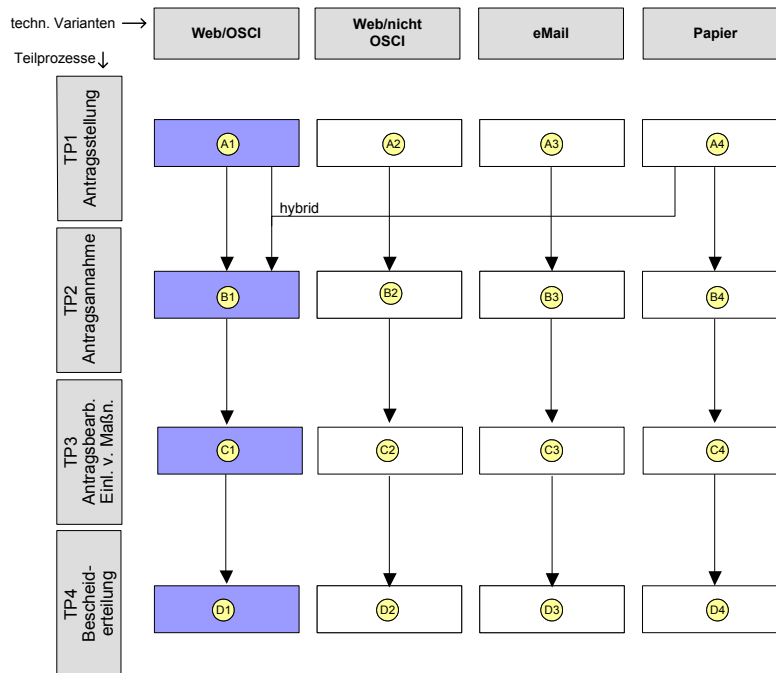 techn. Varianten
Teilprozesse
Web/OSCI
Web/nicht
OSCI
eMail
Papier
TP1
Antragsstellung
A1
A2
A3
A4
hybrid
TP2
Antragsannahme
B1
B2
B3
B4
TP3
Antragsbearb.
Einl. v. Maßn.
C1
C2
C3
C4
TP4
Bescheid-
erteilung
D1
D2
D3
D4